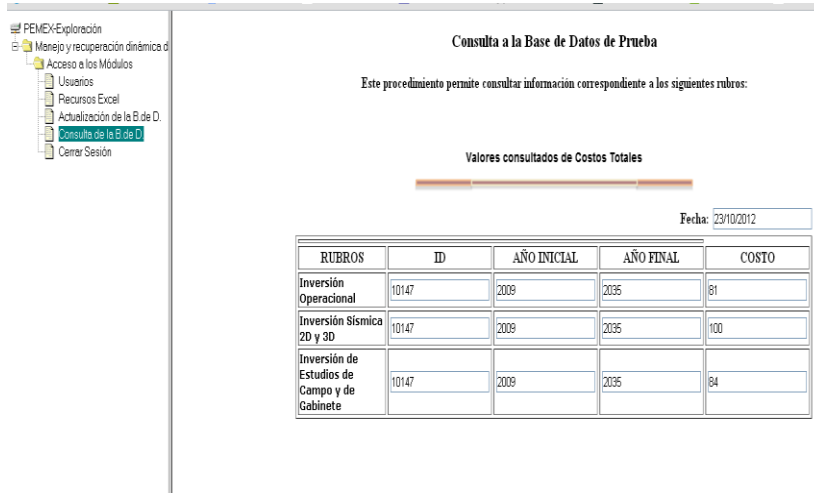 PEMEX-Exploración
Manejo y recuperación dinámica d
Acceso a los Módulos
Usuarios
Recursos Excel
Actualización de la B.de D.
Consulta de la B.de D.
Cerrar Sesión
Consulta a la Base de Datos de Prueba
Este procedimiento permite consultar información correspondiente a los siguientes rubros:
Valores consultados de Costos Totales
Fecha: 23/10/2012
RUBROS ID AÑO INICIAL AÑO FINAL COSTO
Inversión
Operacional 10147 2009 2035 81
Inversión Sísmica
2D y 3D 10147 2009 2035 100
Inversión de
Estudios de
Campo y de
Gabinete 10147 2009 2035 84